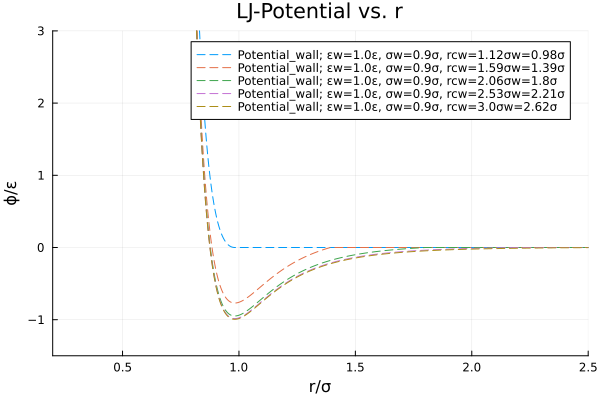 LJ-Potential vs. r
3
Potential_wall; εw=1.0ε, σw=0.9σ, rcw=1.12σw=0.98σ
Potential_wall; εw=1.0ε, σw=0.9σ, rcw=1.59σw=1.39σ
Potential_wall; εw=1.0ε, σw=0.9σ, rcw=2.06σw=1.8σ
Potential_wall; εw=1.0ε, σw=0.9σ, rcw=2.53σw=2.21σ
Potential_wall; εw=1.0ε, σw=0.9σ, rcw=3.0σw=2.62σ
2
1
ϕ/ε
0
−1
0.5 1.0 1.5 2.0 2.5
r/σ